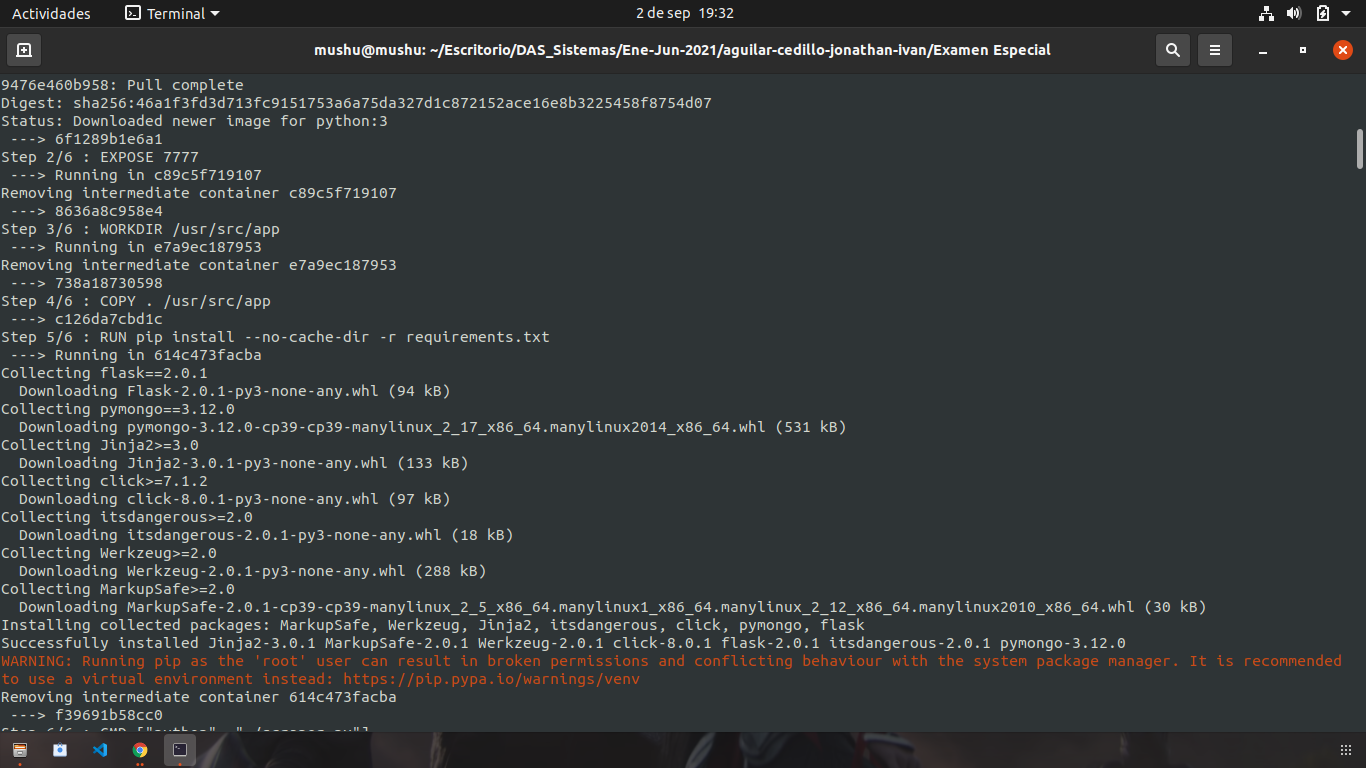 Actividades Terminal 2 de sep 19:32
mushu@mushu: ~/Escritorio/DAS_Sistemas/Ene-Jun-2021/aguilar-cedillo-jonathan-ivan/Examen Especial
9476e460b958: Pull complete
Digest: sha256:46a1f3fd3d713fc9151753a6a75da327d1c872152ace16e8b3225458f8754d07
Status: Downloaded newer image for python:3
---> 6f1289b1e6a1
Step 2/6 : EXPOSE 7777
---> Running in c89c5f719107
Removing intermediate container c89c5f719107
---> 8636a8c958e4
Step 3/6 : WORKDIR /usr/src/app
---> Running in e7a9ec187953
Removing intermediate container e7a9ec187953
---> 738a18730598
Step 4/6 : COPY . /usr/src/app
---> c126da7cbd1c
Step 5/6 : RUN pip install --no-cache-dir -r requirements.txt
---> Running in 614c473facba
Collecting flask==2.0.1
Downloading Flask-2.0.1-py3-none-any.whl (94 kB)
Collecting pymongo==3.12.0
Downloading pymongo-3.12.0-cp39-cp39-manylinux_2_17_x86_64.manylinux2014_x86_64.whl (531 kB)
Collecting Jinja2>=3.0
Downloading Jinja2-3.0.1-py3-none-any.whl (133 kB)
Collecting click>=7.1.2
Downloading click-8.0.1-py3-none-any.whl (97 kB)
Collecting itsdangerous>=2.0
Downloading itsdangerous-2.0.1-py3-none-any.whl (18 kB)
Collecting Werkzeug>=2.0
Downloading Werkzeug-2.0.1-py3-none-any.whl (288 kB)
Collecting MarkupSafe>=2.0
Downloading MarkupSafe-2.0.1-cp39-cp39-manylinux_2_5_x86_64.manylinux1_x86_64.manylinux_2_12_x86_64.manylinux2010_x86_64.whl (30 kB)
Installing collected packages: MarkupSafe, Werkzeug, Jinja2, itsdangerous, click, pymongo, flask
Successfully installed Jinja2-3.0.1 MarkupSafe-2.0.1 Werkzeug-2.0.1 click-8.0.1 flask-2.0.1 itsdangerous-2.0.1 pymongo-3.12.0
WARNING: Running pip as the 'root' user can result in broken permissions and conflicting behaviour with the system package manager. It is recommended
to use a virtual environment instead: https://pip.pypa.io/warnings/venv
Removing intermediate container 614c473facba
---> f39691b58cc0
Step 6/6 : CMD ["python",